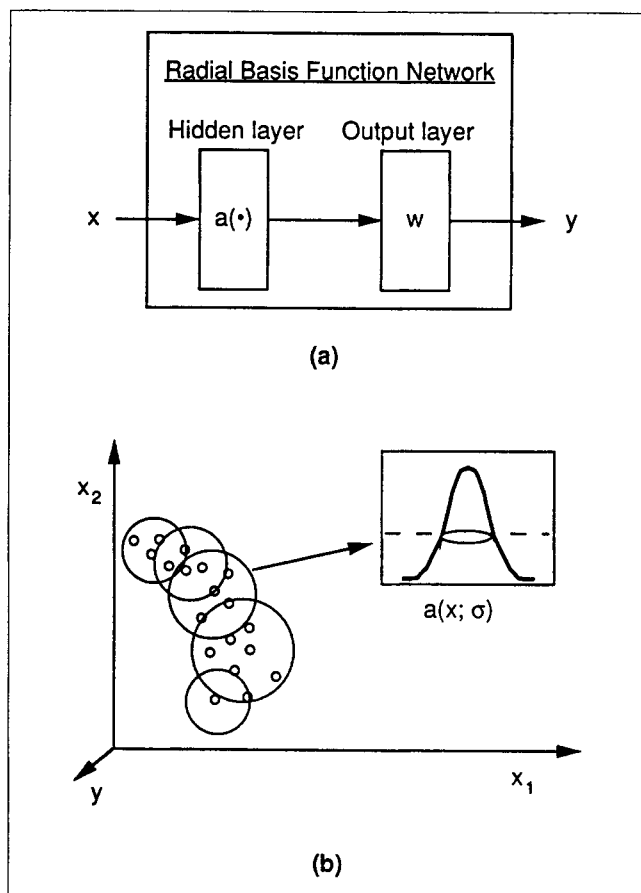 Radial Basis Function Network
Hidden layer Output layer
x a(•) w y
(a)
x2
a(x; σ)
y
x1
(b)